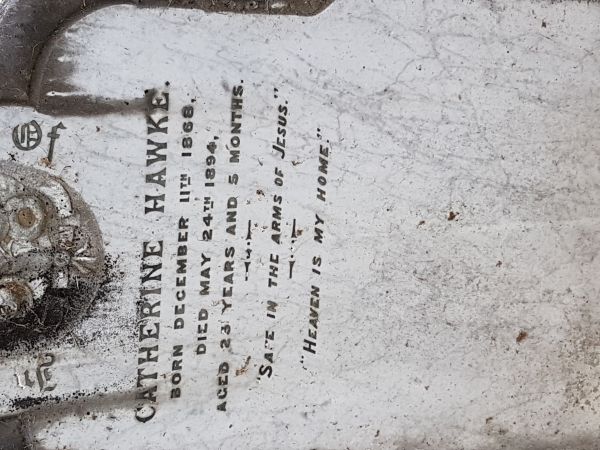 CATHERINE HAWKE.
BORN DECEMBER 11TH 1868,
DIED MAY 24TH 1894,
AGED 25 YEARS AND 5 MONTHS.
"SAFE IN THE ARMS OF JESUS."
"HEAVEN IS MY HOME."